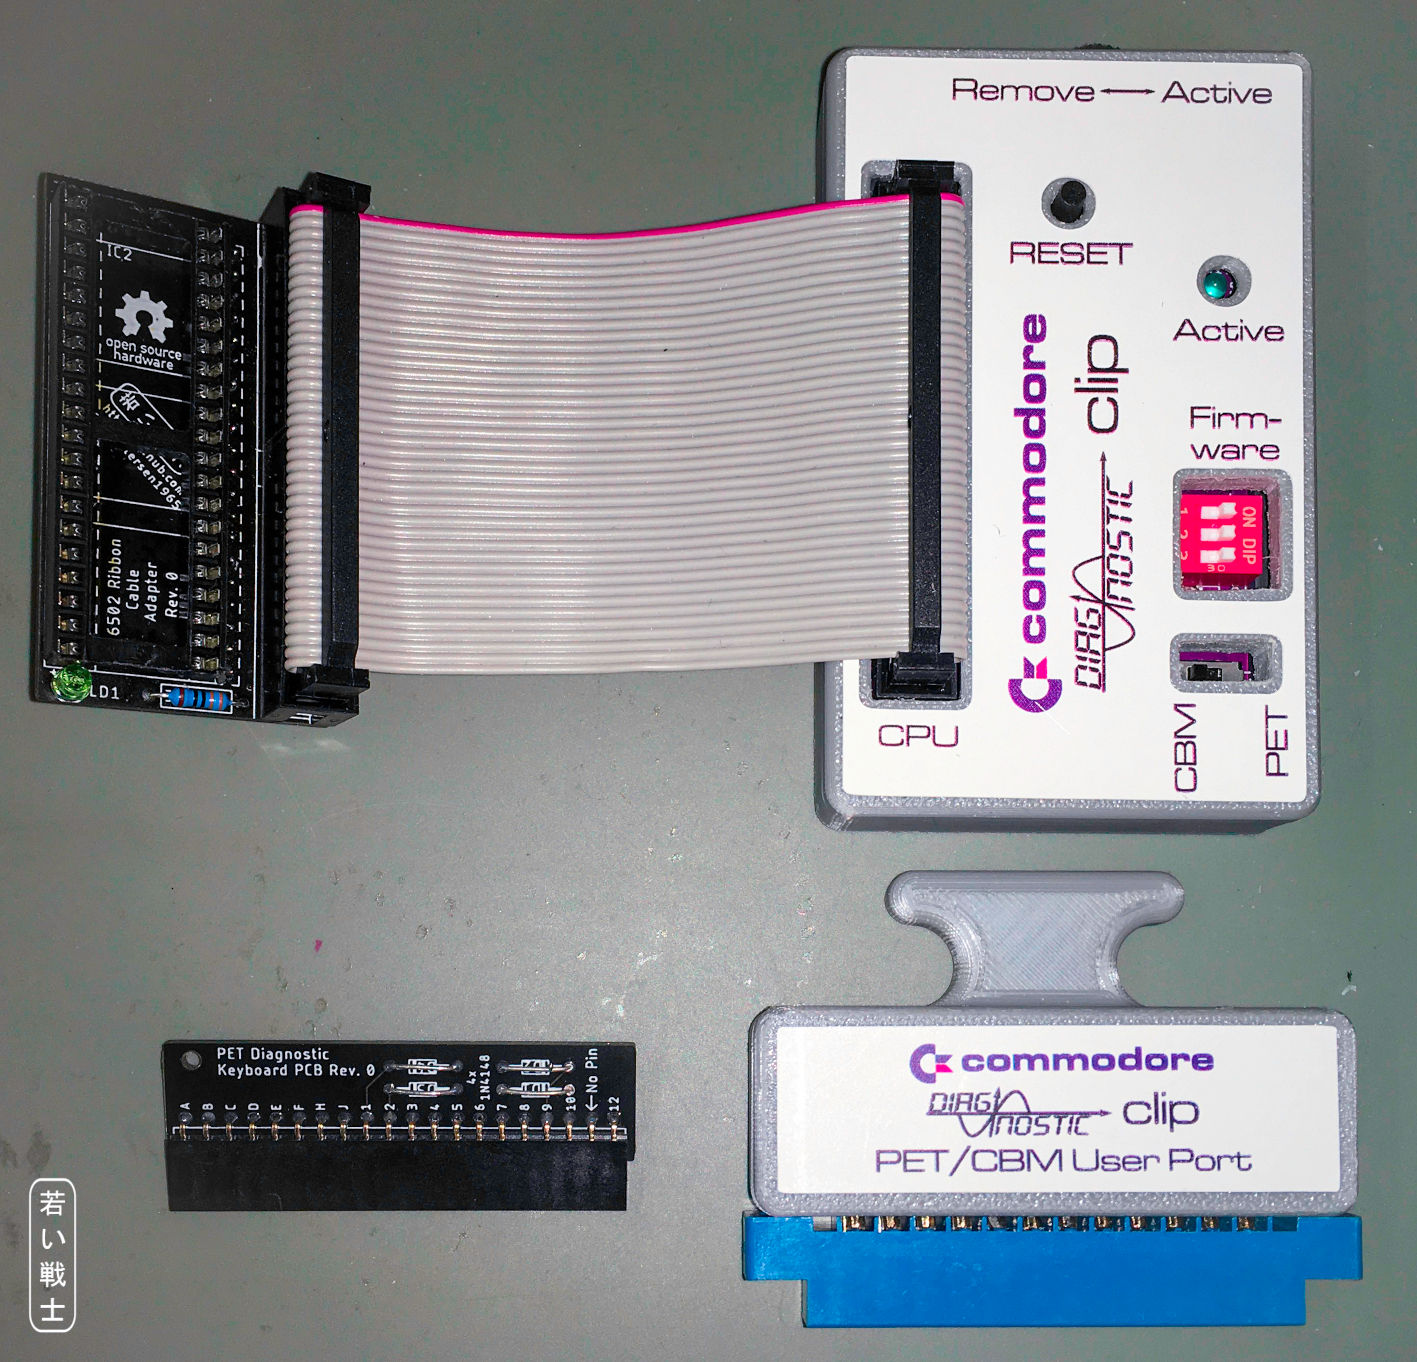 Remove ⟷ Active
RESET
Active
Firm-
ware
ON DIP
1 2 3
CBM
PET
CPU
commodore
DIAGNOSTIC clip
IC2
open source
hardware
6502 Ribbon
Cable
Adapter
Rev. 0
LD1
PET Diagnostic
Keyboard PCB Rev. 0
4x
1N4148
←No Pin
A B C D E F H J 1 2 3 4 5 6 7 8 9 10 12
commodore
DIAGNOSTIC clip
PET/CBM User Port
若い戦士